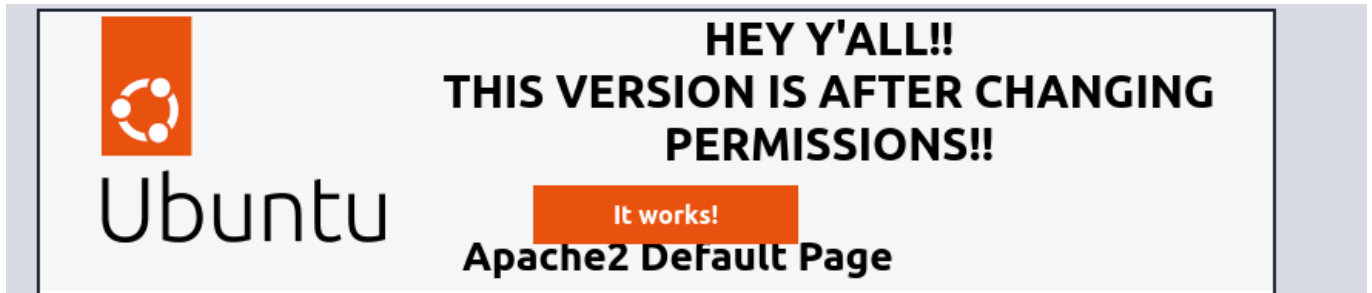 HEY Y'ALL!!
THIS VERSION IS AFTER CHANGING
PERMISSIONS!!
Ubuntu
It works!
Apache2 Default Page